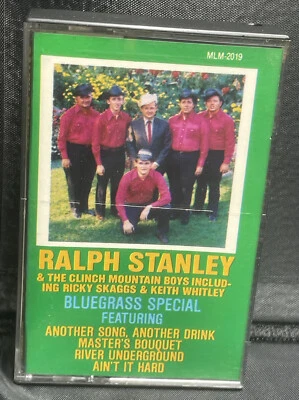 MLM-2019
RALPH STANLEY
& THE CLINCH MOUNTAIN BOYS INCLUD-
ING RICKY SKAGGS & KEITH WHITLEY
BLUEGRASS SPECIAL
FEATURING
ANOTHER SONG, ANOTHER DRINK
MASTER'S BOUQUET
RIVER UNDERGROUND
AIN'T IT HARD